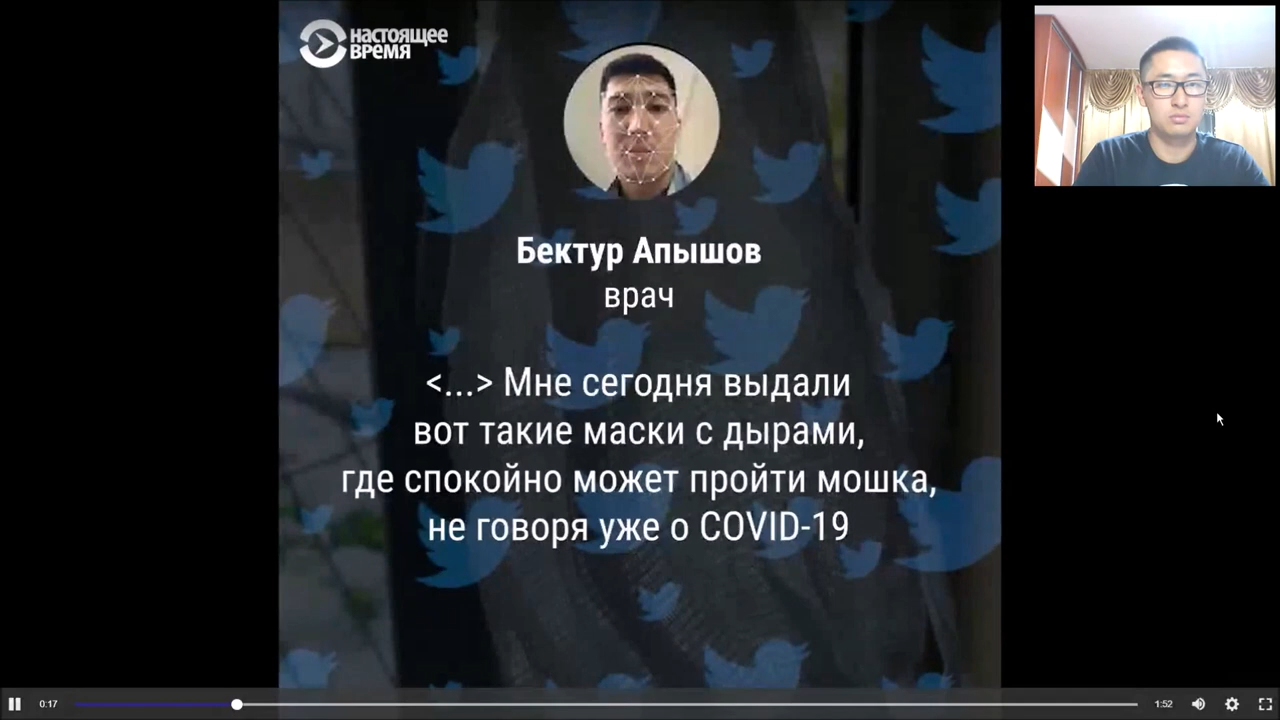 НАСТОЯЩЕЕ
ВРЕМЯ
Бектур Апышов
врач
<...> Мне сегодня выдали
вот такие маски с дырами,
где спокойно может пройти мошка,
не говоря уже о COVID-19
0:17
1:52